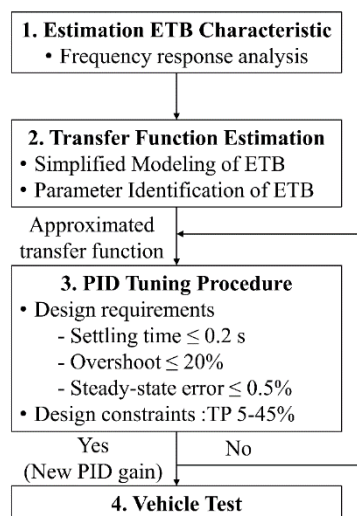 1. Estimation ETB Characteristic
• Frequency response analysis
2. Transfer Function Estimation
• Simplified Modeling of ETB
• Parameter Identification of ETB
Approximated
transfer function
3. PID Tuning Procedure
• Design requirements
- Settling time ≤ 0.2 s
- Overshoot ≤ 20%
- Steady-state error ≤ 0.5%
• Design constraints :TP 5-45%
Yes
No
(New PID gain)
4. Vehicle Test